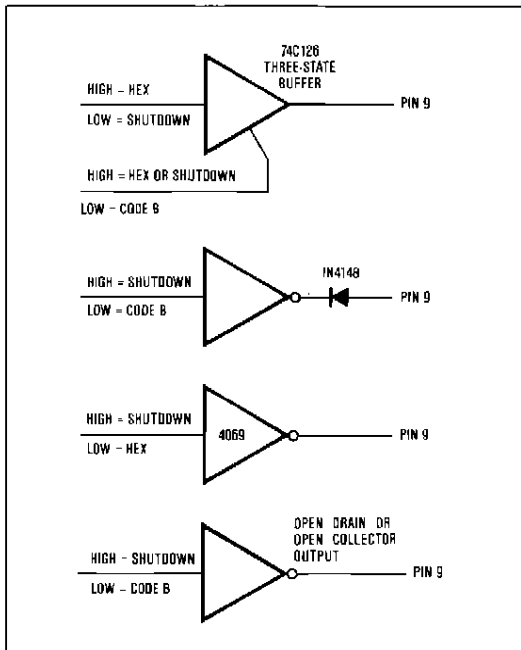 74C126
THREE-STATE
BUFFER
HIGH - HEX
LOW = SHUTDOWN
PIN 9
HIGH = HEX OR SHUTDOWN
LOW - CODE B
HIGH = SHUTDOWN
LOW = CODE B
IN4148
PIN 9
HIGH - SHUTDOWN
LOW - HEX
4069
PIN 9
OPEN DRAIN OR
OPEN COLLECTOR
OUTPUT
HIGH - SHUTDOWN
LOW - CODE B
PIN 9